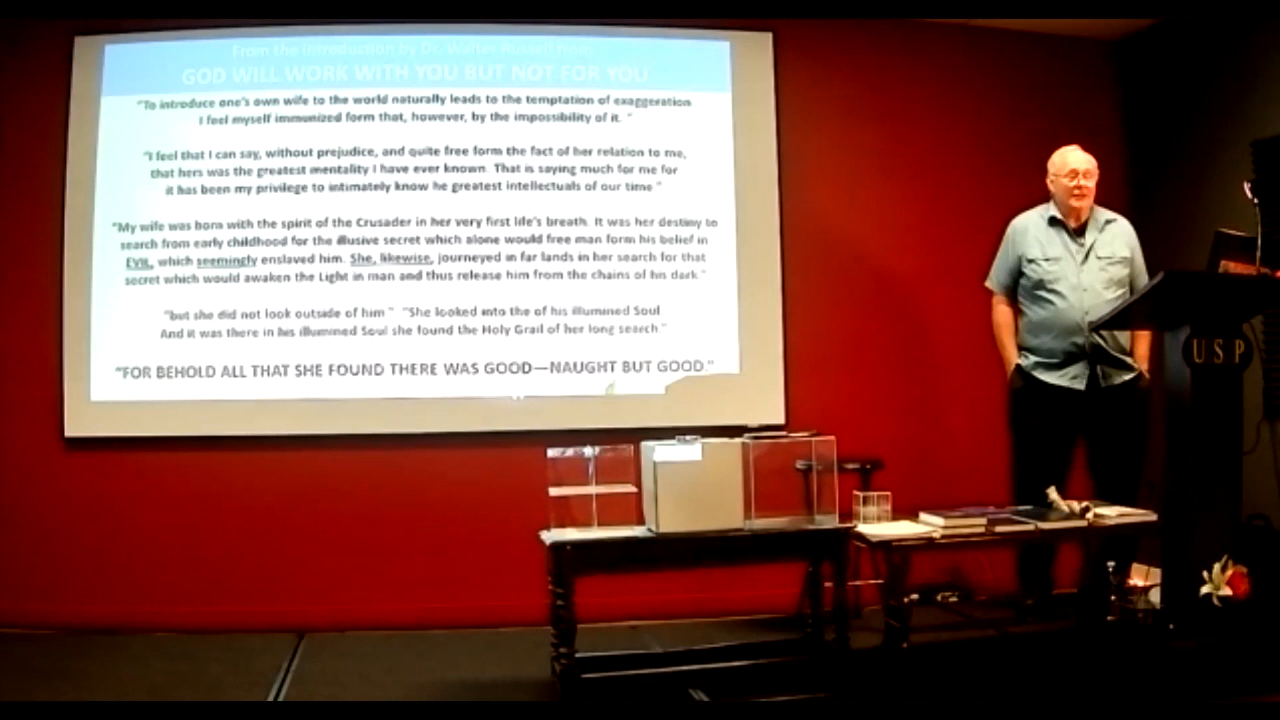 From the Introduction by Dr. Walter Russell from:
GOD WILL WORK WITH YOU BUT NOT FOR YOU
"To introduce one's own wife to the world naturally leads to the temptation of exaggeration
I feel myself immunized form that, however, by the impossibility of it. "
"I feel that I can say, without prejudice, and quite free form the fact of her relation to me,
that hers was the greatest mentality I have ever known. That is saying much for me for
it has been my privilege to intimately know he greatest intellectuals of our time "
"My wife was born with the spirit of the Crusader in her very first life's breath. It was her destiny to
search from early childhood for the illusive secret which alone would free man form his belief in
EVIL, which seemingly enslaved him. She, likewise, journeyed in far lands in her search for that
secret which would awaken the Light in man and thus release him from the chains of his dark."
"but she did not look outside of him " "She looked into the of his illumined Soul
And it was there in his illumined Soul she found the Holy Grail of her long search."
"FOR BEHOLD ALL THAT SHE FOUND THERE WAS GOOD—NAUGHT BUT GOOD."
USP